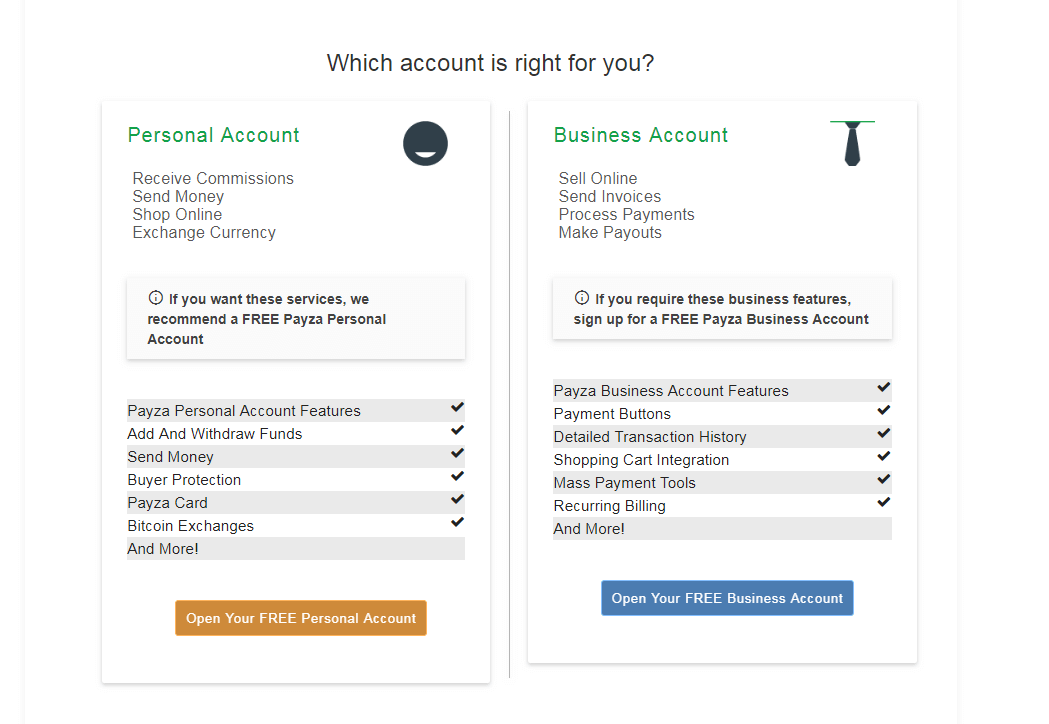 Which account is right for you?
Personal Account
Receive Commissions
Send Money
Shop Online
Exchange Currency
If you want these services, we
recommend a FREE Payza Personal
Account
Payza Personal Account Features
Add And Withdraw Funds
Send Money
Buyer Protection
Payza Card
Bitcoin Exchanges
And More!
Open Your FREE Personal Account
Business Account
Sell Online
Send Invoices
Process Payments
Make Payouts
If you require these business features,
sign up for a FREE Payza Business Account
Payza Business Account Features
Payment Buttons
Detailed Transaction History
Shopping Cart Integration
Mass Payment Tools
Recurring Billing
And More!
Open Your FREE Business Account